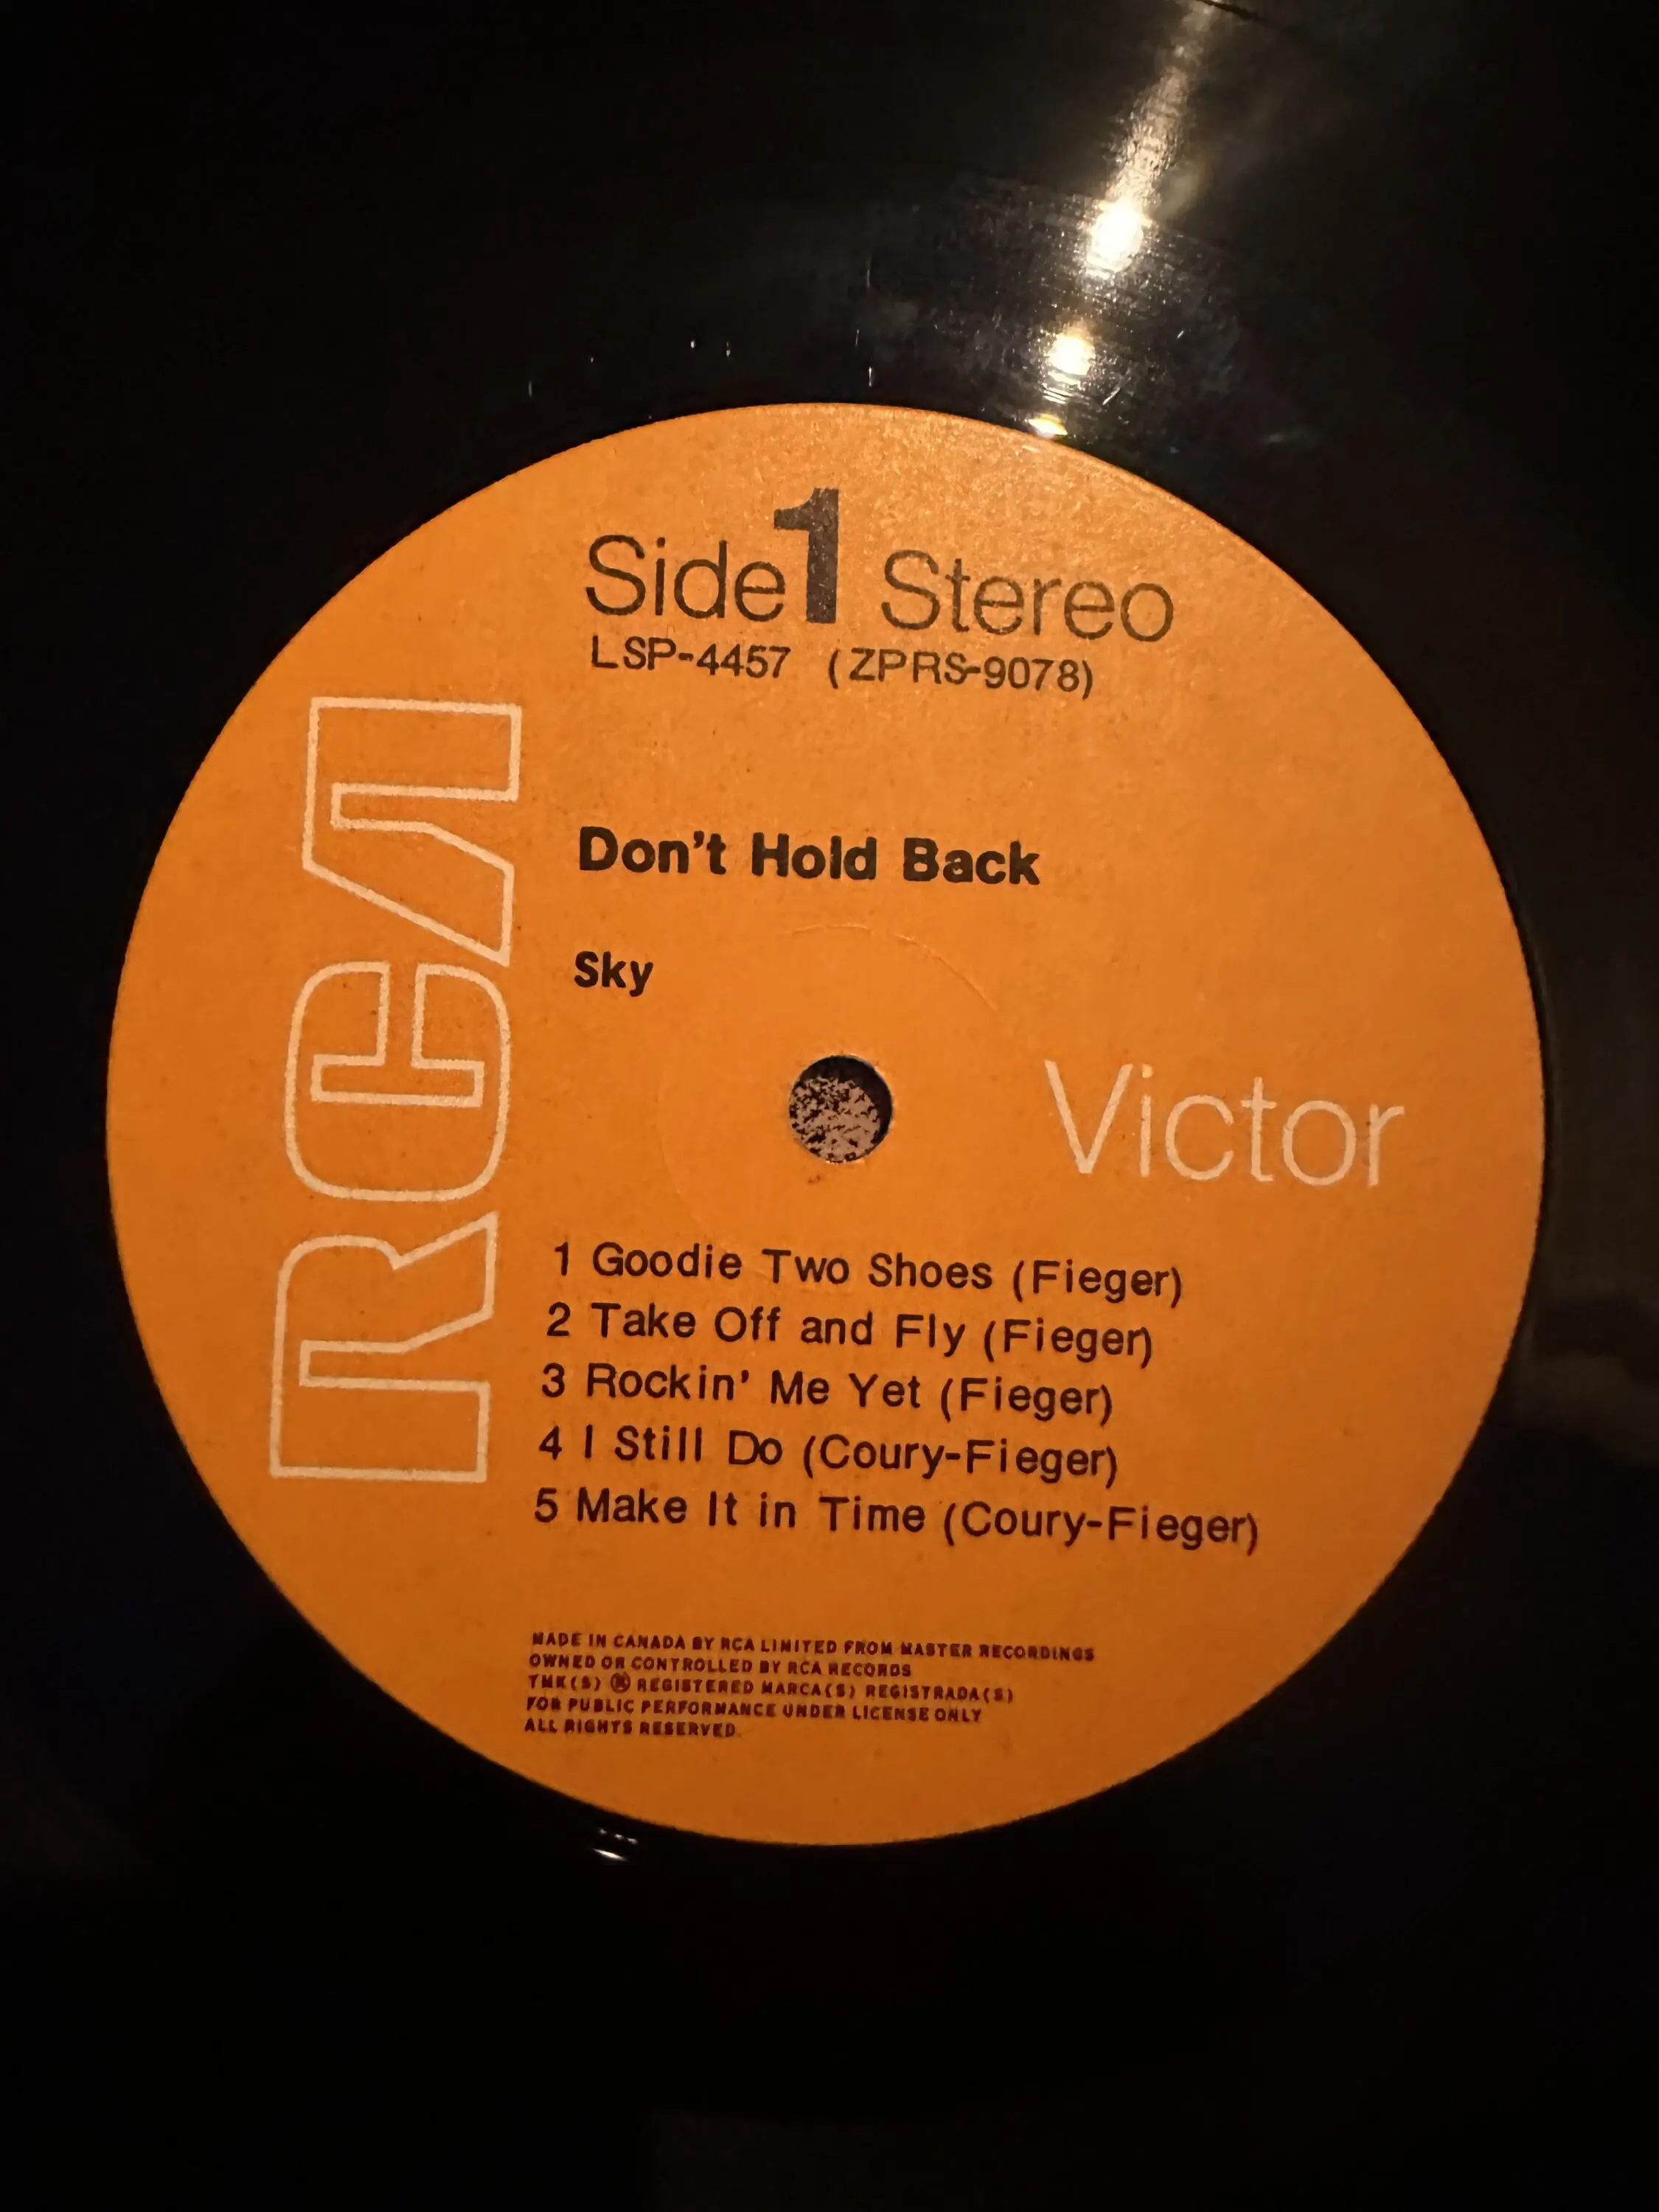 Side 1 Stereo
LSP-4457 (ZPRS-9078)
RCA
Don't Hold Back
Sky
Victor
1 Goodie Two Shoes (Fieger)
2 Take Off and Fly (Fieger)
3 Rockin' Me Yet (Fieger)
4 I Still Do (Coury-Fieger)
5 Make It in Time (Coury-Fieger)
MADE IN CANADA BY RCA LIMITED FROM MASTER RECORDINGS
OWNED OR CONTROLLED BY RCA RECORDS
TMK(S) ® REGISTERED MARCA(S) REGISTRADA(S)
FOR PUBLIC PERFORMANCE UNDER LICENSE ONLY
ALL RIGHTS RESERVED.